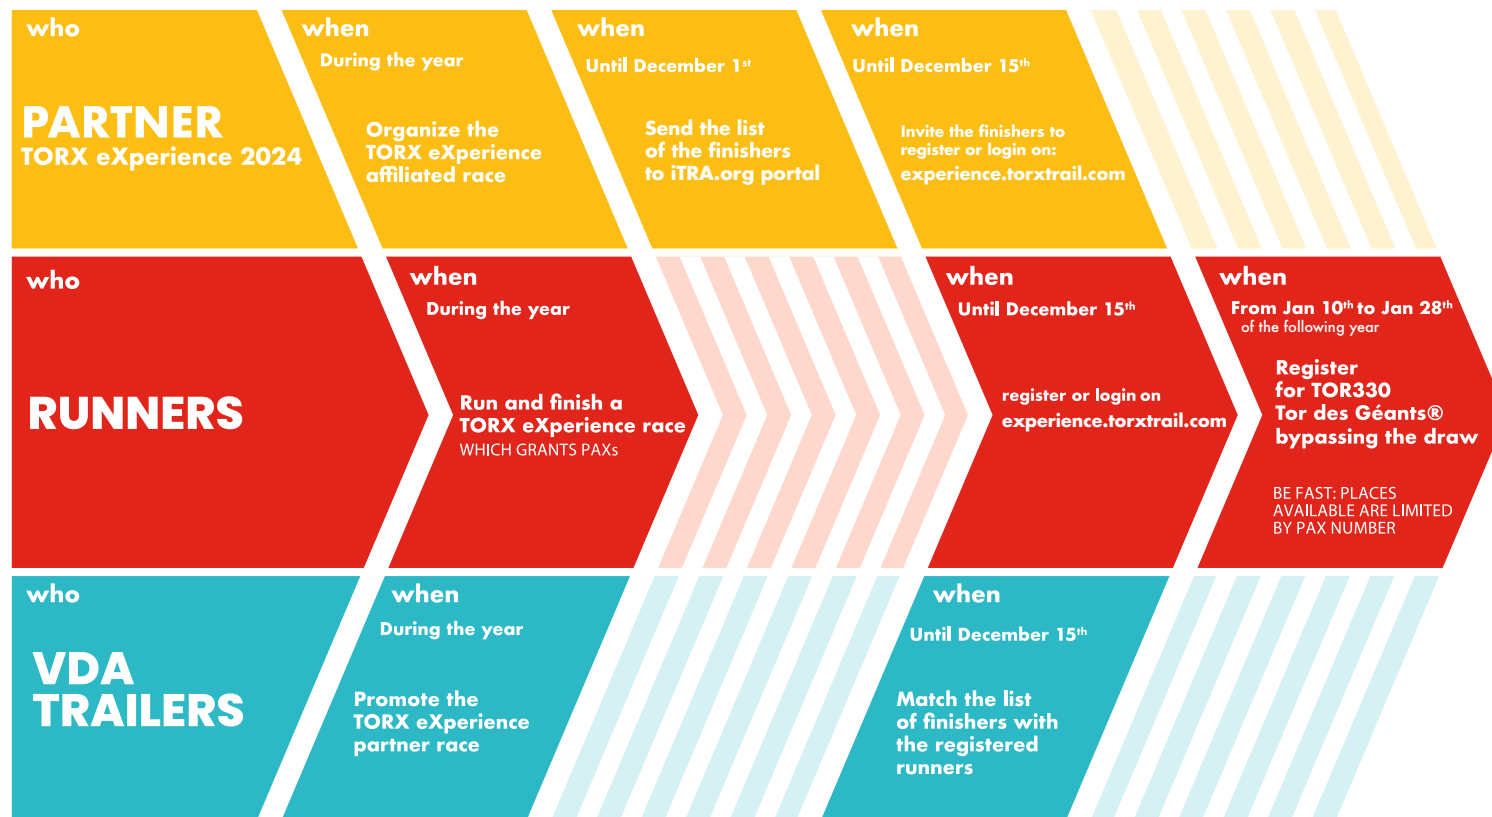 who
PARTNER
TORX eXperience 2024
when
During the year
Organize the
TORX eXperience
affiliated race
when
Until December 1st
Send the list
of the finishers
to iTRA.org portal
when
Until December 15th
Invite the finishers to
register or login on:
experience.torxtrail.com
who
RUNNERS
when
During the year
Run and finish a
TORX eXperience race
WHICH GRANTS PAXs
when
Until December 15th
register or login on
experience.torxtrail.com
when
From Jan 10th to Jan 28th
of the following year
Register
for TOR330
Tor des Géants®
bypassing the draw
BE FAST: PLACES
AVAILABLE ARE LIMITED
BY PAX NUMBER
who
VDA
TRAILERS
when
During the year
Promote the
TORX eXperience
partner race
when
Until December 15th
Match the list
of finishers with
the registered
runners